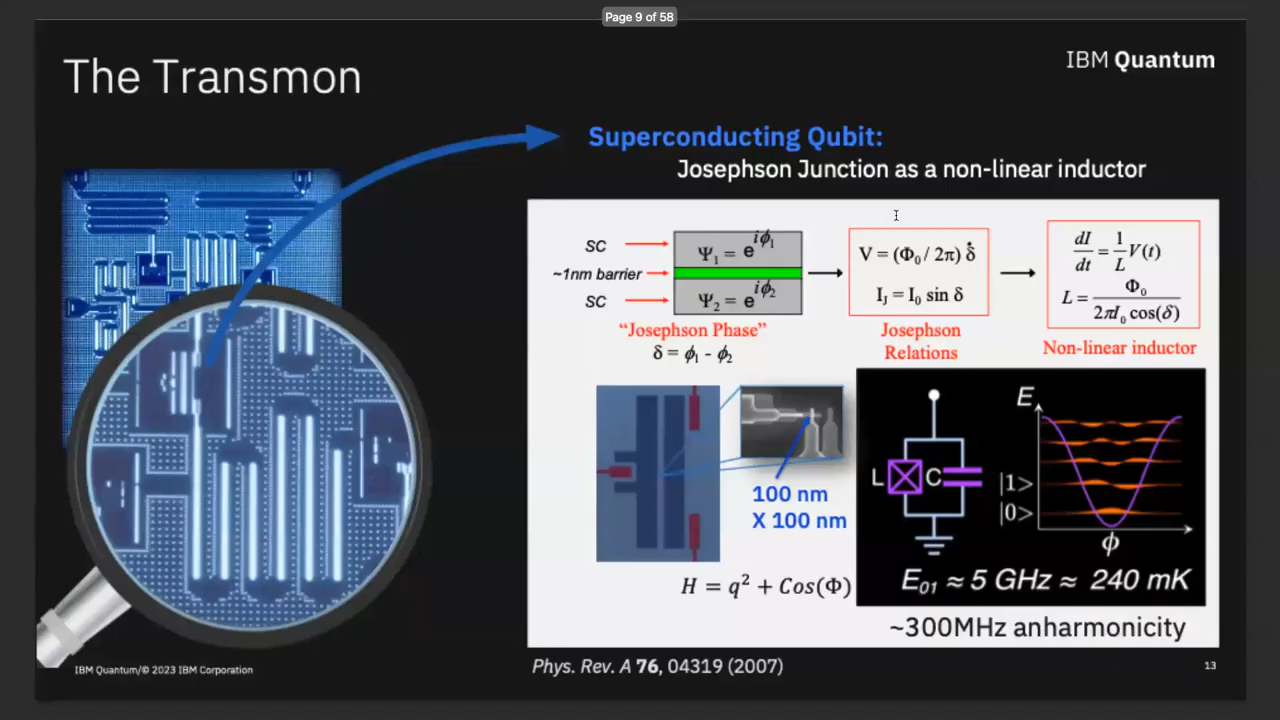 Page 9 of 58
The Transmon
IBM Quantum
Superconducting Qubit:
Josephson Junction as a non-linear inductor
SC
~1nm barrier
SC
Ψ₁ = e^{iϕ₁}
Ψ₂ = e^{iϕ₂}
"Josephson Phase"
δ = ϕ₁ - ϕ₂
V = (Φ₀ / 2π) δ̇
I_J = I₀ sin δ
Josephson
Relations
dI/dt = 1/L V(t)
L = Φ₀ / 2πI₀ cos(δ)
Non-linear inductor
100 nm
X 100 nm
H = q² + Cos(Φ)
L
C
E
|1>
|0>
ϕ
E₀₁ ≈ 5 GHz ≈ 240 mK
~300MHz anharmonicity
IBM Quantum/© 2023 IBM Corporation
Phys. Rev. A 76, 04319 (2007)
13